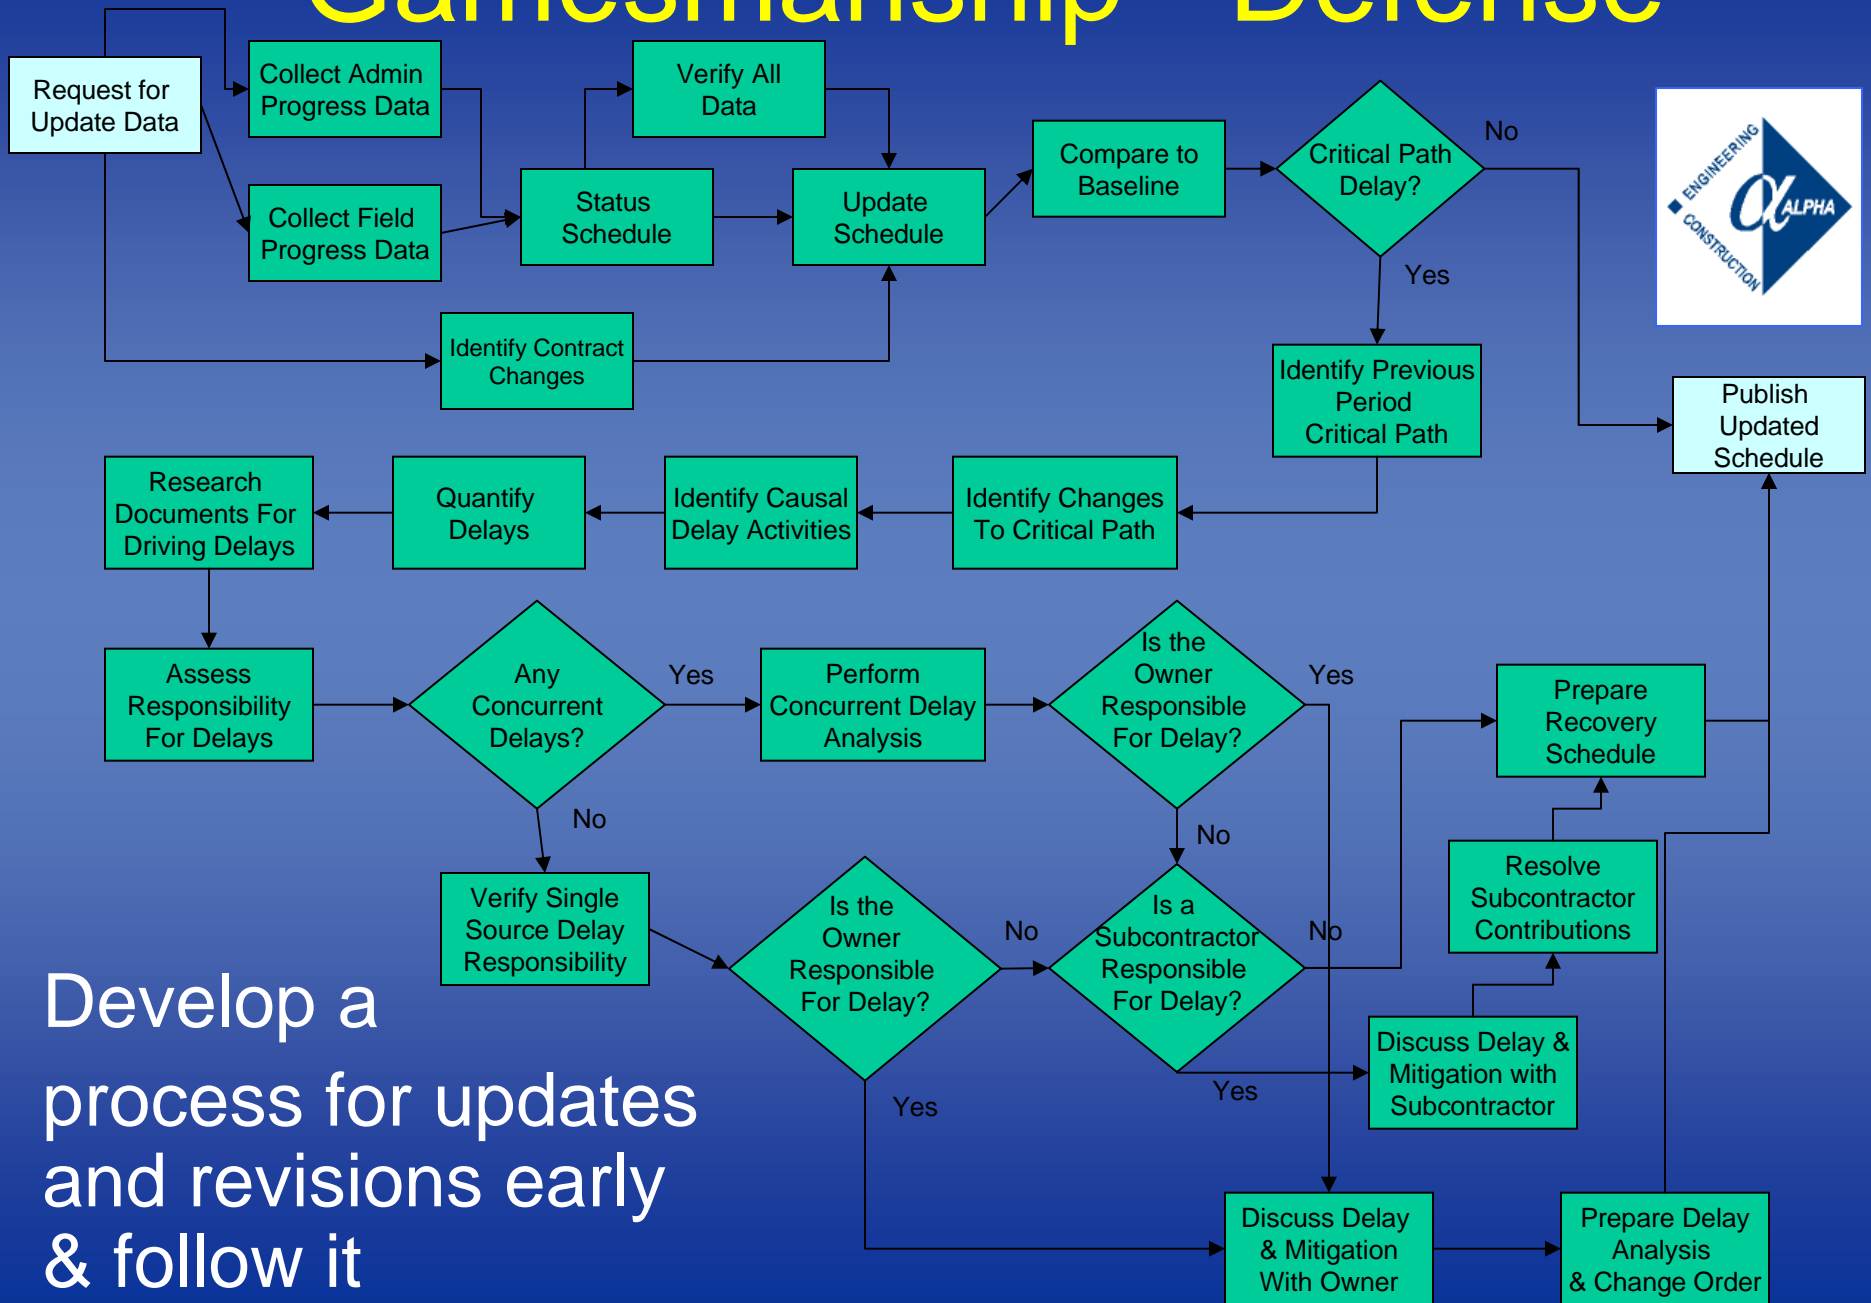 Gamesmanship Defense
Request for
Update Data
Collect Admin
Progress Data
Verify All
Data
Compare to
Baseline
Critical Path
Delay?
No
ENGINEERING
ALPHA
CONSTRUCTION
Collect Field
Progress Data
Status
Schedule
Update
Schedule
Yes
Identify Contract
Changes
Identify Previous
Period
Critical Path
Publish
Updated
Schedule
Research
Documents For
Driving Delays
Quantify
Delays
Identify Causal
Delay Activities
Identify Changes
To Critical Path
Assess
Responsibility
For Delays
Any
Concurrent
Delays?
Yes
Perform
Concurrent Delay
Analysis
Is the
Owner
Responsible
For Delay?
Yes
Prepare
Recovery
Schedule
No
No
Verify Single
Source Delay
Responsibility
Is the
Owner
Responsible
For Delay?
No
Is a
Subcontractor
Responsible
For Delay?
No
Resolve
Subcontractor
Contributions
Yes
Yes
Discuss Delay &
Mitigation with
Subcontractor
Discuss Delay
& Mitigation
With Owner
Prepare Delay
Analysis
& Change Order
Develop a
process for updates
and revisions early
& follow it